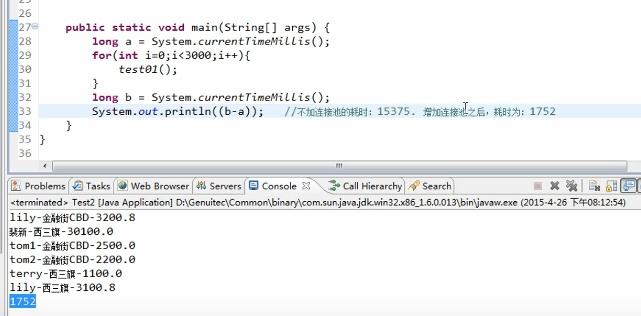 26
27 public static void main(String[] args) {
28 long a = System.currentTimeMillis();
29 for(int i=0;i<3000;i++){
30 test01();
31 }
32 long b = System.currentTimeMillis();
33 System.out.println((b-a)); //不加连接池的耗时：15375. 增加连接池之后，耗时为：1752
34 }
35 }
36
Problems Tasks Web Browser Servers Console Call Hierarchy Search
<terminated> Test2 [Java Application] D:\Genuitec\Common\binary\com.sun.java.jdk.win32.x86_1.6.0.013\bin\javaw.exe (2015-4-26 下午08:12:54)
lily-金融街CBD-3200.8
裴新-西三旗-30100.0
tom1-金融街CBD-2500.0
tom2-金融街CBD-2200.0
terry-西三旗-1100.0
lily-西三旗-3100.8
1752